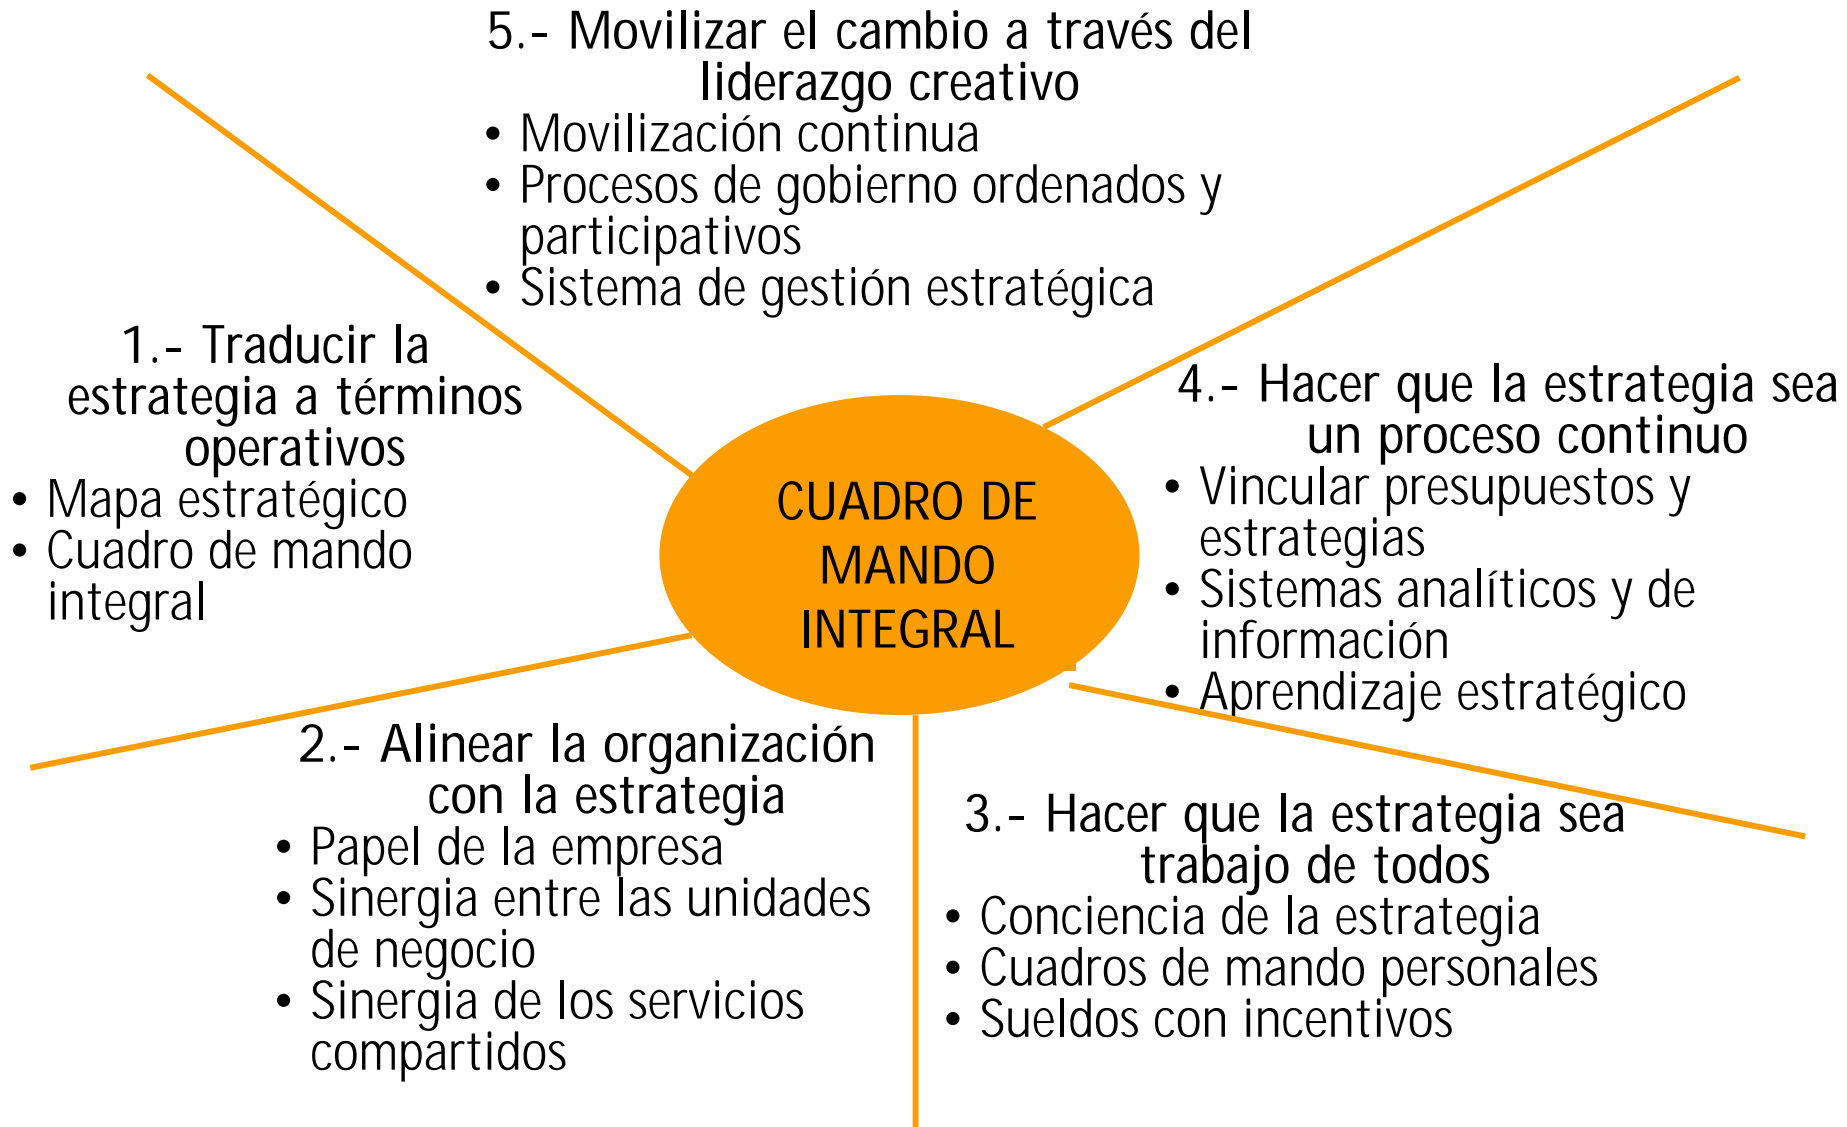 5.- Movilizar el cambio a través del
liderazgo creativo
• Movilización continua
• Procesos de gobierno ordenados y
participativos
• Sistema de gestión estratégica
1.- Traducir la
estrategia a términos
operativos
• Mapa estratégico
• Cuadro de mando
integral
CUADRO DE
MANDO
INTEGRAL
4.- Hacer que la estrategia sea
un proceso continuo
• Vincular presupuestos y
estrategias
• Sistemas analíticos y de
información
• Aprendizaje estratégico
2.- Alinear la organización
con la estrategia
• Papel de la empresa
• Sinergia entre las unidades
de negocio
• Sinergia de los servicios
compartidos
3.- Hacer que la estrategia sea
trabajo de todos
• Conciencia de la estrategia
• Cuadros de mando personales
• Sueldos con incentivos